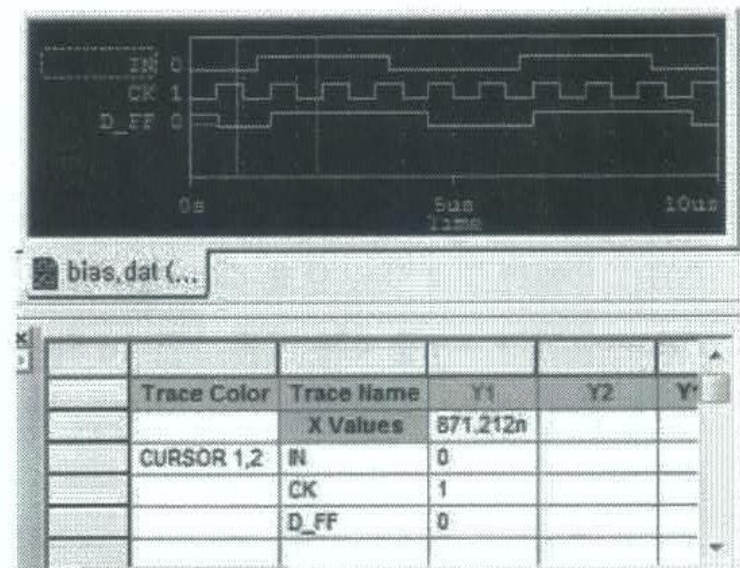 IN 0
CK 1
D_FF 0
0s 5us 10us
Time
bias.dat (...
Trace Color Trace Name Y1 Y2
X Values 871.212n
CURSOR 1,2 IN 0
CK 1
D_FF 0